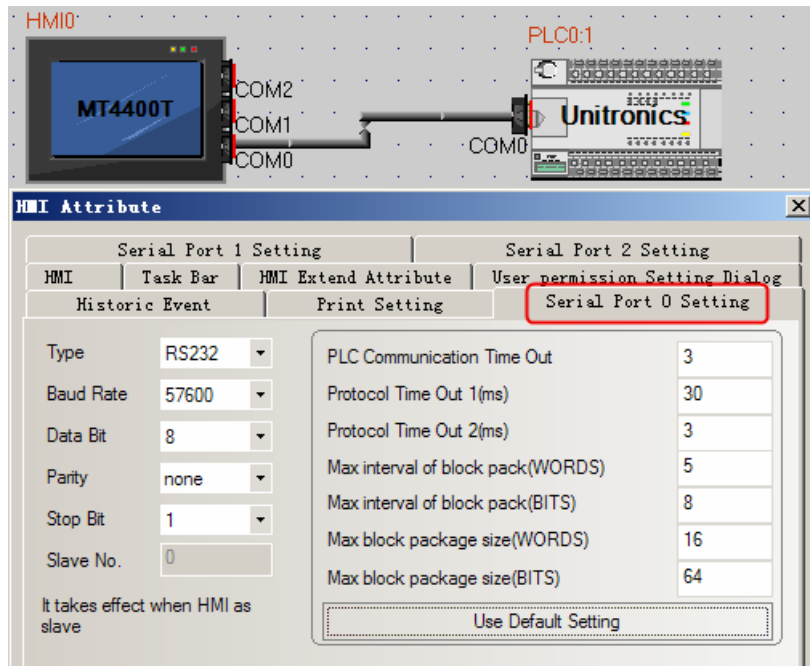 HMI0
PLC0:1
MT4400T
COM2
COM1
COM0
COM0
Unitronics
HMI Attribute
Serial Port 1 Setting
Serial Port 2 Setting
HMI
Task Bar
HMI Extend Attribute
User permission Setting Dialog
Historic Event
Print Setting
Serial Port 0 Setting
Type
RS232
Baud Rate
57600
Data Bit
8
Parity
none
Stop Bit
1
Slave No.
0
It takes effect when HMI as
slave
PLC Communication Time Out
3
Protocol Time Out 1(ms)
30
Protocol Time Out 2(ms)
3
Max interval of block pack(WORDS)
5
Max interval of block pack(BITS)
8
Max block package size(WORDS)
16
Max block package size(BITS)
64
Use Default Setting